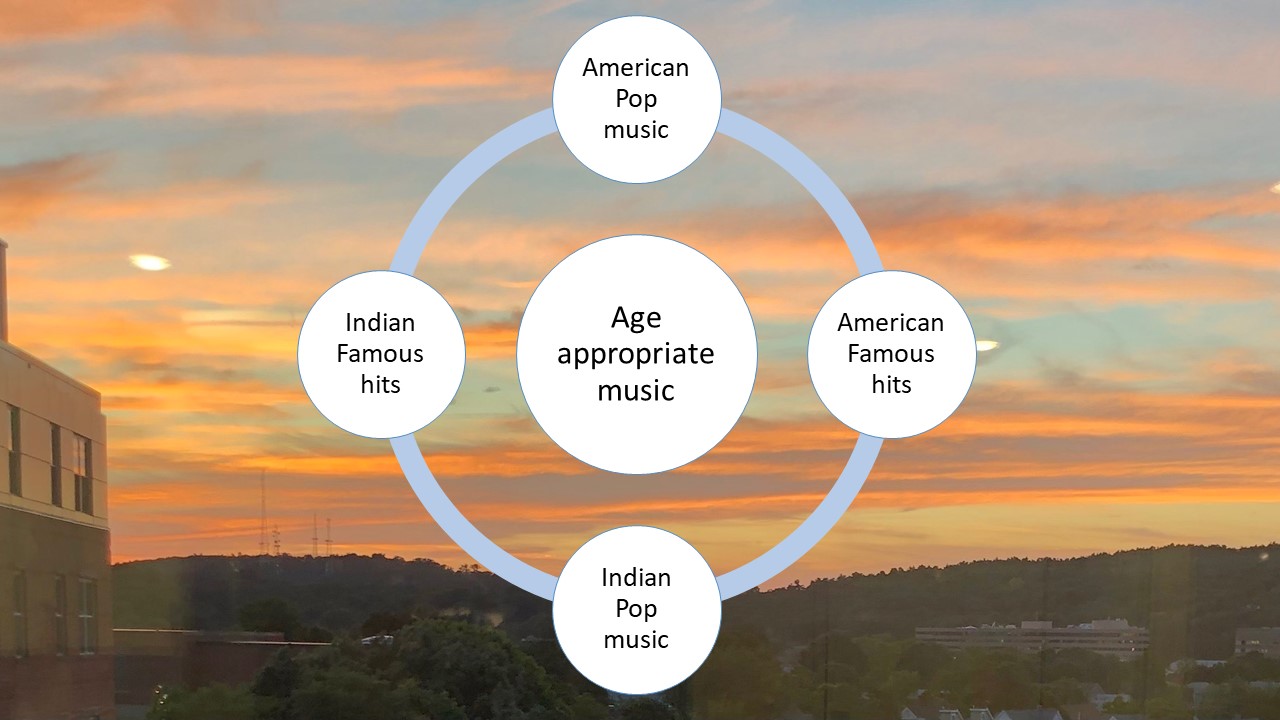 American
Pop
music
Indian
Famous
hits
Age
appropriate
music
American
Famous
hits
Indian
Pop
music